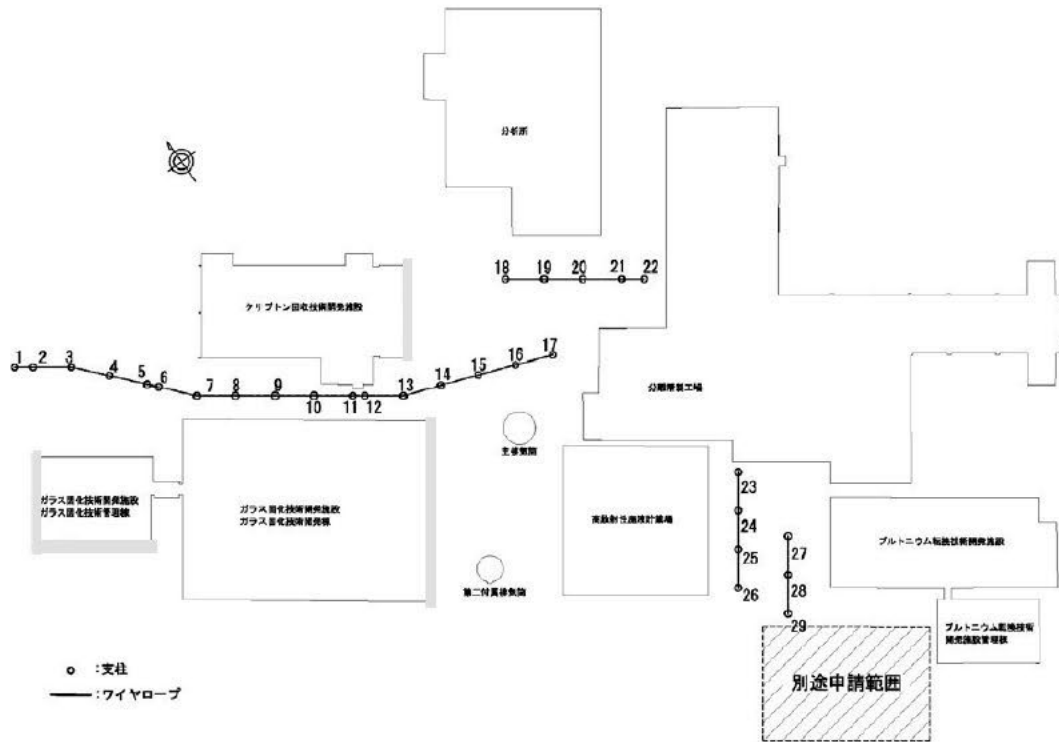 分析所
18 19 20 21 22
クリプトン回収技術開発施設
1 2 3 4 5 6 7 8 9 10 11 12 13 14 15 16 17
分離精製工場
主排気筒
23
24
25
26
27
28
29
ガラス固化技術開発施設
ガラス固化技術管理棟
ガラス固化技術開発施設
ガラス固化技術開発棟
高放射性廃液貯蔵場
プルトニウム転換技術開発施設
第二付属排気筒
プルトニウム転換技術
開発施設管理棟
別途申請範囲
:支柱
:ワイヤロープ